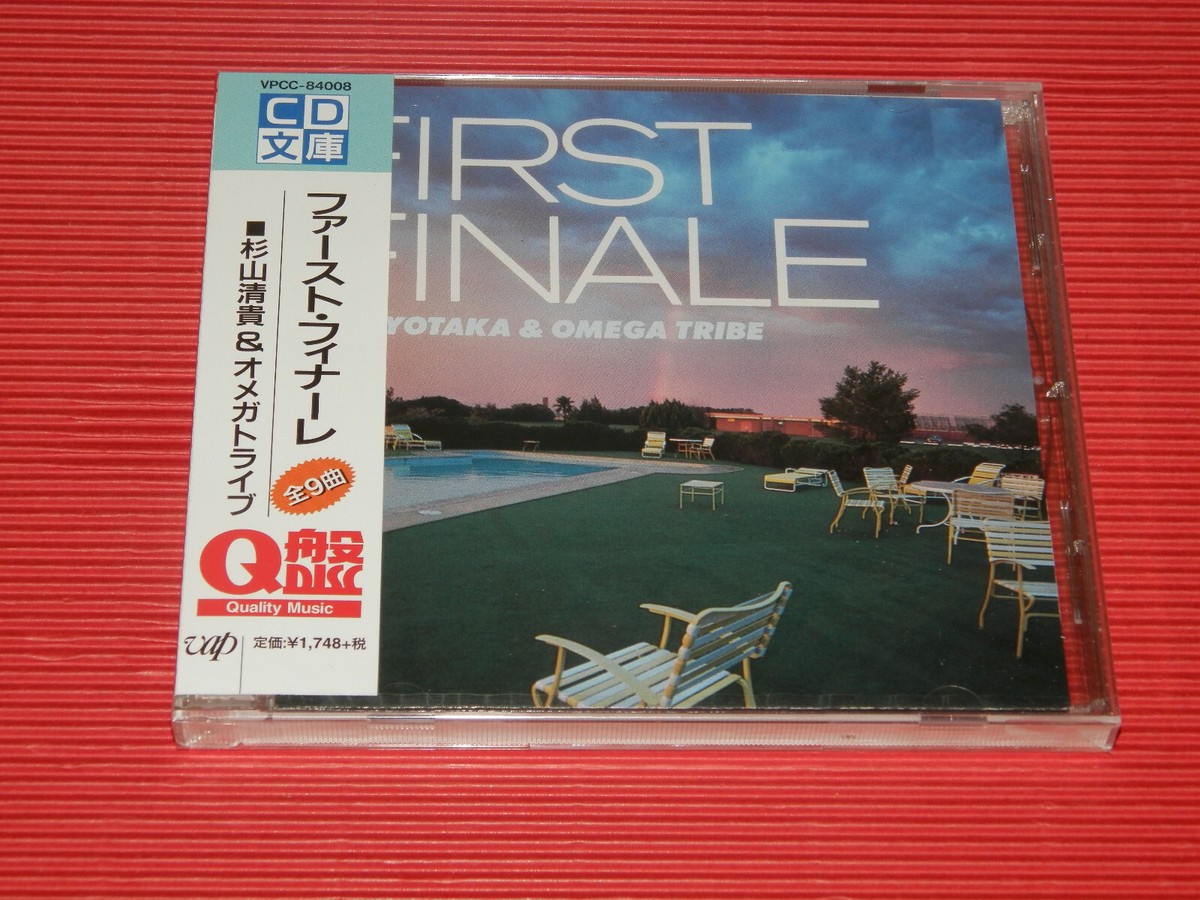 VPCC-84008
CD
文庫
ファースト・フィナーレ
■杉山清貴&オメガトライブ
全9曲
Q盤
DISC
Quality Music
vap
定価:¥1,748+税
FIRST
FINALE
YOTAKA & OMEGA TRIBE